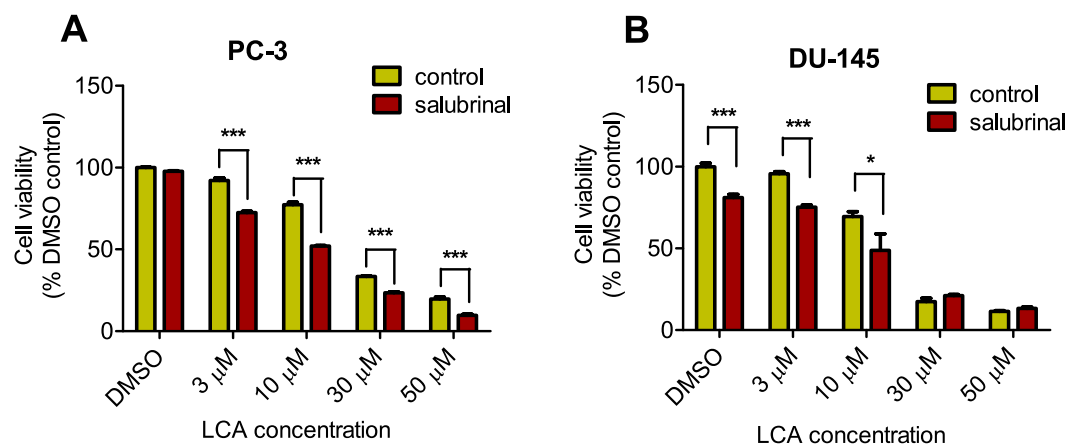 A
PC-3
control
salubrinal
Cell viability
(% DMSO control)
150
100
50
0
***
***
***
***
DMSO
3 μM
10 μM
30 μM
50 μM
LCA concentration
B
DU-145
control
salubrinal
Cell viability
(% DMSO control)
150
100
50
0
***
***
*
DMSO
3 μM
10 μM
30 μM
50 μM
LCA concentration